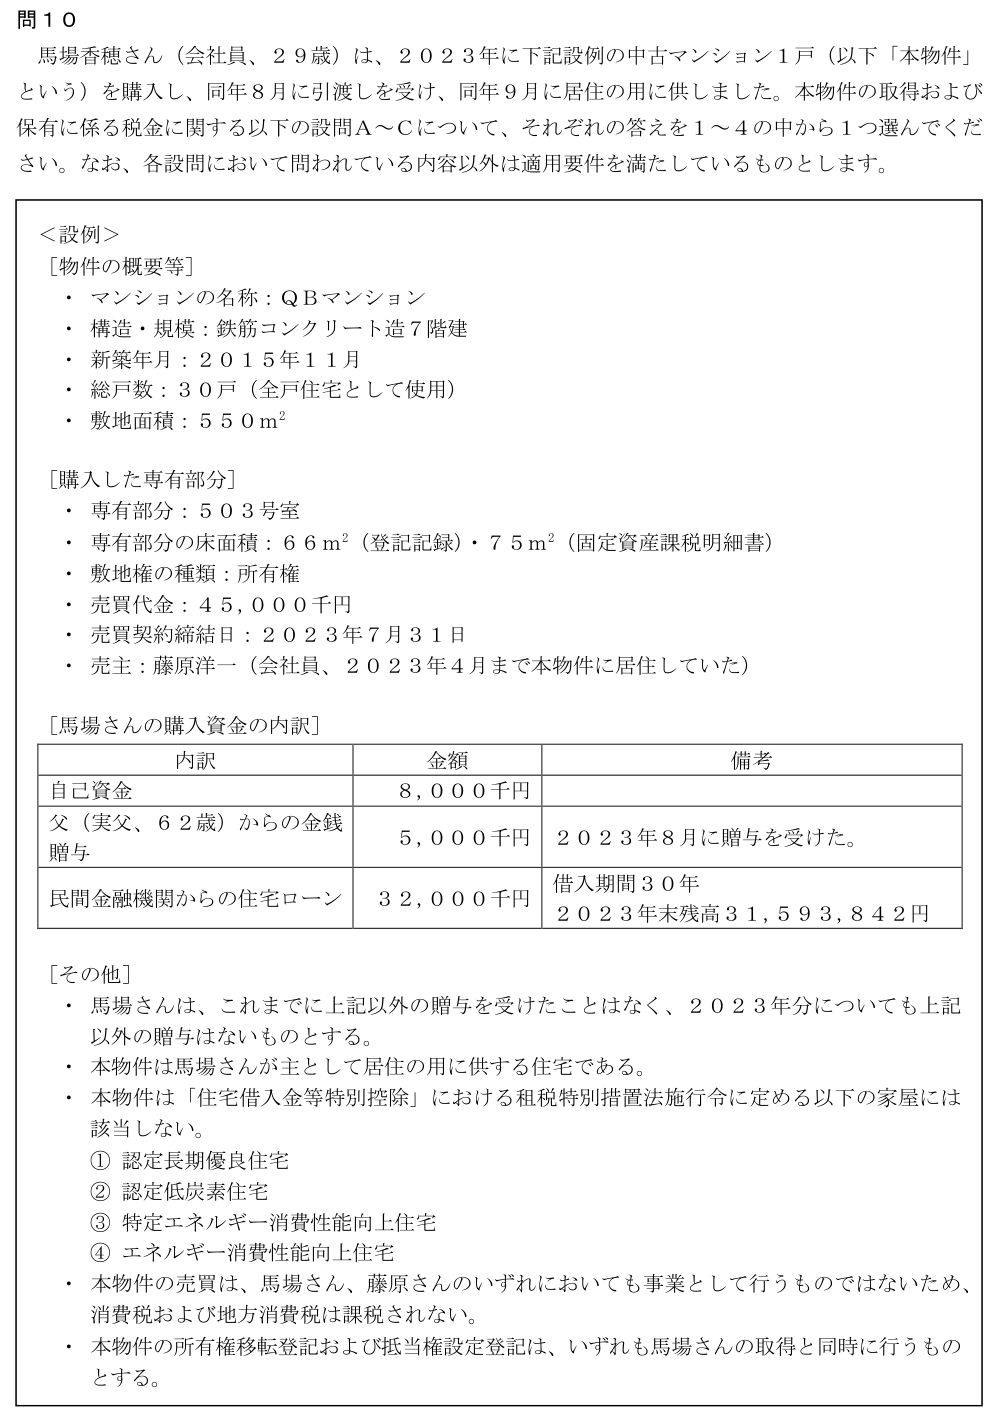 問１０
　馬場香穂さん（会社員、２９歳）は、２０２３年に下記設例の中古マンション１戸（以下「本物件」
という）を購入し、同年８月に引渡しを受け、同年９月に居住の用に供しました。本物件の取得および
保有に係る税金に関する以下の設問Ａ～Ｃについて、それぞれの答えを１～４の中から１つ選んでくだ
さい。なお、各設問において問われている内容以外は適用要件を満たしているものとします。
＜設例＞
［物件の概要等］
・ マンションの名称：ＱＢマンション
・ 構造・規模：鉄筋コンクリート造７階建
・ 新築年月：２０１５年１１月
・ 総戸数：３０戸（全戸住宅として使用）
・ 敷地面積：５５０ｍ²
［購入した専有部分］
・ 専有部分：５０３号室
・ 専有部分の床面積：６６ｍ²（登記記録）・７５ｍ²（固定資産課税明細書）
・ 敷地権の種類：所有権
・ 売買代金：４５,０００千円
・ 売買契約締結日：２０２３年７月３１日
・ 売主：藤原洋一（会社員、２０２３年４月まで本物件に居住していた）
［馬場さんの購入資金の内訳］
内訳 金額 備考
自己資金 ８,０００千円
父（実父、６２歳）からの金銭
贈与 ５,０００千円 ２０２３年８月に贈与を受けた。
民間金融機関からの住宅ローン ３２,０００千円 借入期間３０年
２０２３年末残高３１,５９３,８４２円
［その他］
・ 馬場さんは、これまでに上記以外の贈与を受けたことはなく、２０２３年分についても上記
以外の贈与はないものとする。
・ 本物件は馬場さんが主として居住の用に供する住宅である。
・ 本物件は「住宅借入金等特別控除」における租税特別措置法施行令に定める以下の家屋には
該当しない。
① 認定長期優良住宅
② 認定低炭素住宅
③ 特定エネルギー消費性能向上住宅
④ エネルギー消費性能向上住宅
・ 本物件の売買は、馬場さん、藤原さんのいずれにおいても事業として行うものではないため、
消費税および地方消費税は課税されない。
・ 本物件の所有権移転登記および抵当権設定登記は、いずれも馬場さんの取得と同時に行うもの
とする。